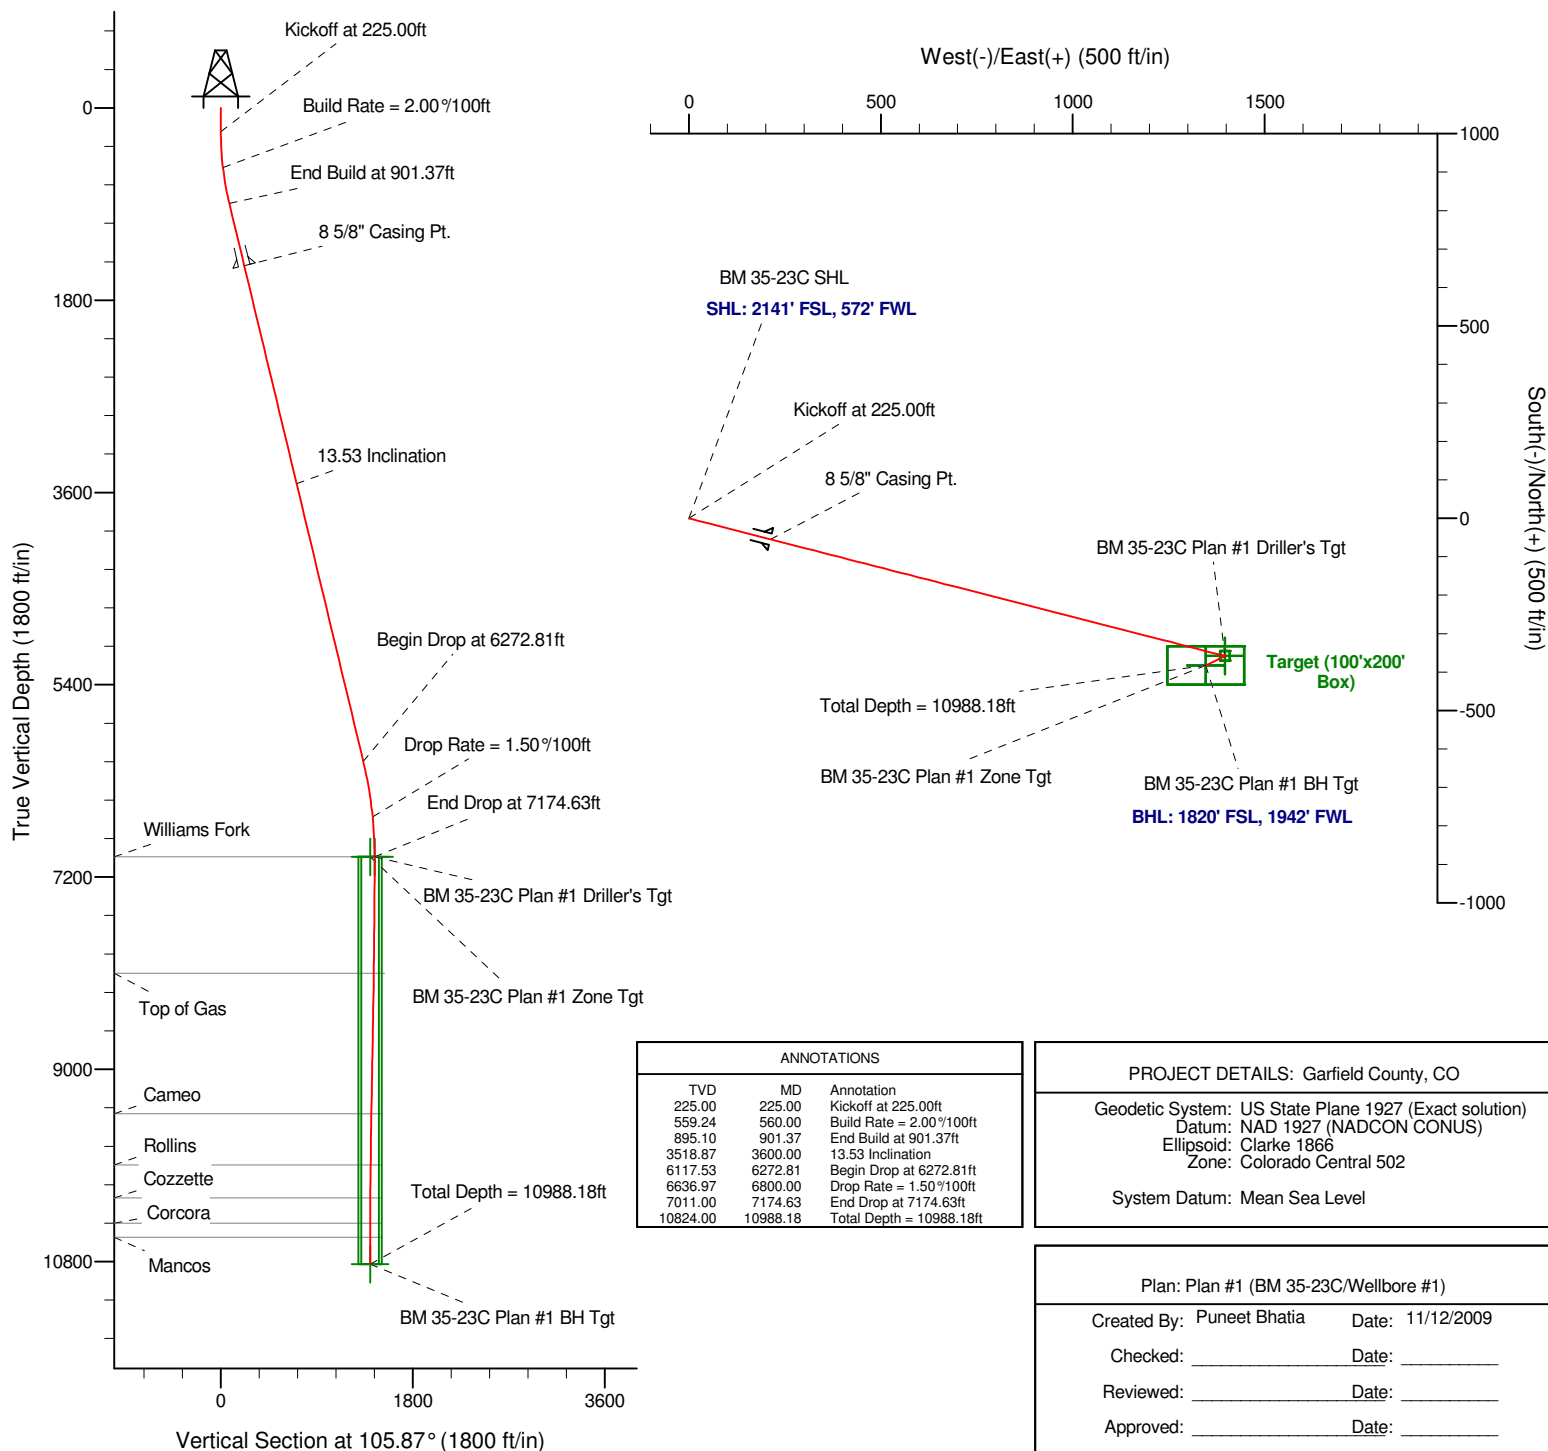 Kickoff at 225.00ft
Build Rate = 2.00°/100ft
End Build at 901.37ft
8 5/8" Casing Pt.
13.53 Inclination
Begin Drop at 6272.81ft
Drop Rate = 1.50°/100ft
End Drop at 7174.63ft
BM 35-23C Plan #1 Driller's Tgt
BM 35-23C Plan #1 Zone Tgt
Total Depth = 10988.18ft
BM 35-23C Plan #1 BH Tgt
Williams Fork
Top of Gas
Cameo
Rollins
Cozzette
Corcora
Mancos
0
1800
3600
5400
7200
9000
10800
True Vertical Depth (1800 ft/in)
0 1800 3600
Vertical Section at 105.87° (1800 ft/in)
West(-)/East(+) (500 ft/in)
0 500 1000 1500
1000
500
0
-500
-1000
South(-)/North(+) (500 ft/in)
BM 35-23C SHL
SHL: 2141' FSL, 572' FWL
Kickoff at 225.00ft
8 5/8" Casing Pt.
BM 35-23C Plan #1 Driller's Tgt
Target (100'x200'
Box)
Total Depth = 10988.18ft
BM 35-23C Plan #1 Zone Tgt
BM 35-23C Plan #1 BH Tgt
BHL: 1820' FSL, 1942' FWL
ANNOTATIONS
TVD MD Annotation
225.00 225.00 Kickoff at 225.00ft
559.24 560.00 Build Rate = 2.00°/100ft
895.10 901.37 End Build at 901.37ft
3518.87 3600.00 13.53 Inclination
6117.53 6272.81 Begin Drop at 6272.81ft
6636.97 6800.00 Drop Rate = 1.50°/100ft
7011.00 7174.63 End Drop at 7174.63ft
10824.00 10988.18 Total Depth = 10988.18ft
PROJECT DETAILS: Garfield County, CO
Geodetic System: US State Plane 1927 (Exact solution)
Datum: NAD 1927 (NADCON CONUS)
Ellipsoid: Clarke 1866
Zone: Colorado Central 502
System Datum: Mean Sea Level
Plan: Plan #1 (BM 35-23C/Wellbore #1)
Created By: Puneet Bhatia Date: 11/12/2009
Checked: Date:
Reviewed: Date:
Approved: Date: